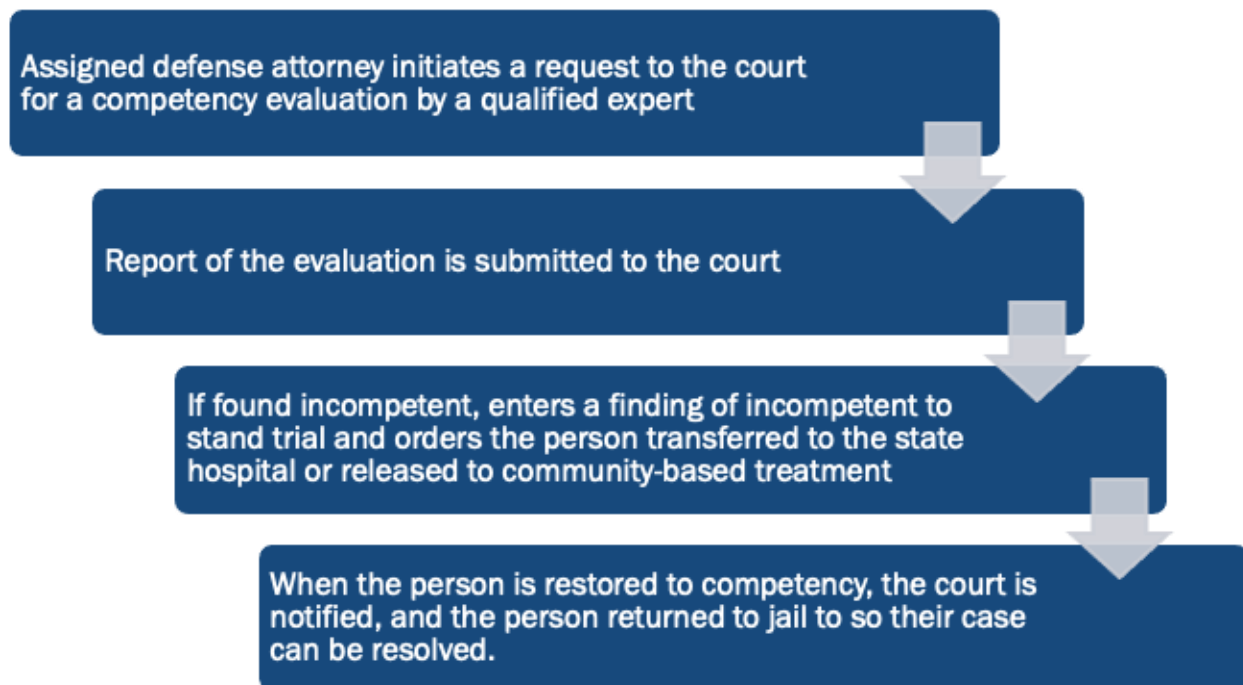 Assigned defense attorney initiates a request to the court
for a competency evaluation by a qualified expert
Report of the evaluation is submitted to the court
If found incompetent, enters a finding of incompetent to
stand trial and orders the person transferred to the state
hospital or released to community-based treatment
When the person is restored to competency, the court is
notified, and the person returned to jail to so their case
can be resolved.